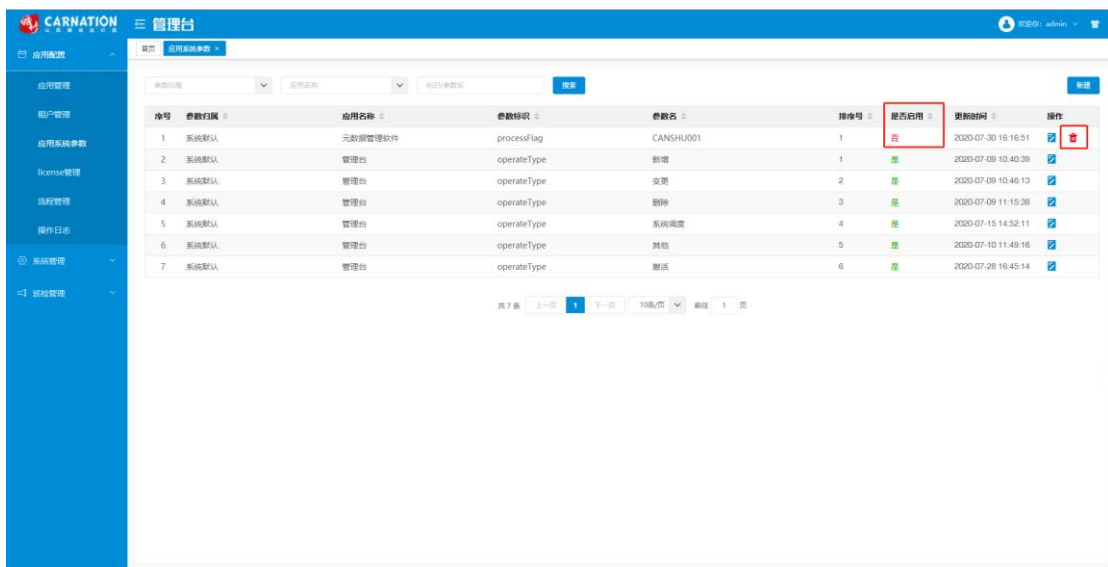 CARNATION
管理台
欢迎你: admin
应用配置
首页
应用系统参数 ×
应用管理
参数归属
应用名称
标识/参数名
搜索
新建
租户管理
序号 参数归属 应用名称 参数标识 参数名 排序号 是否启用 更新时间 操作
应用系统参数
1 系统默认 元数据管理软件 processFlag CANSHU001 1 否 2020-07-30 16:16:51
2 系统默认 管理台 operateType 新增 1 是 2020-07-09 10:40:39
license管理
3 系统默认 管理台 operateType 变更 2 是 2020-07-09 10:46:13
流程管理
4 系统默认 管理台 operateType 删除 3 是 2020-07-09 11:15:38
操作日志
5 系统默认 管理台 operateType 系统调度 4 是 2020-07-15 14:52:11
6 系统默认 管理台 operateType 其他 5 是 2020-07-10 11:49:16
系统管理
7 系统默认 管理台 operateType 激活 6 是 2020-07-28 16:45:14
巡检管理
共 7 条 上一页 1 下一页 10条/页 前往 1 页